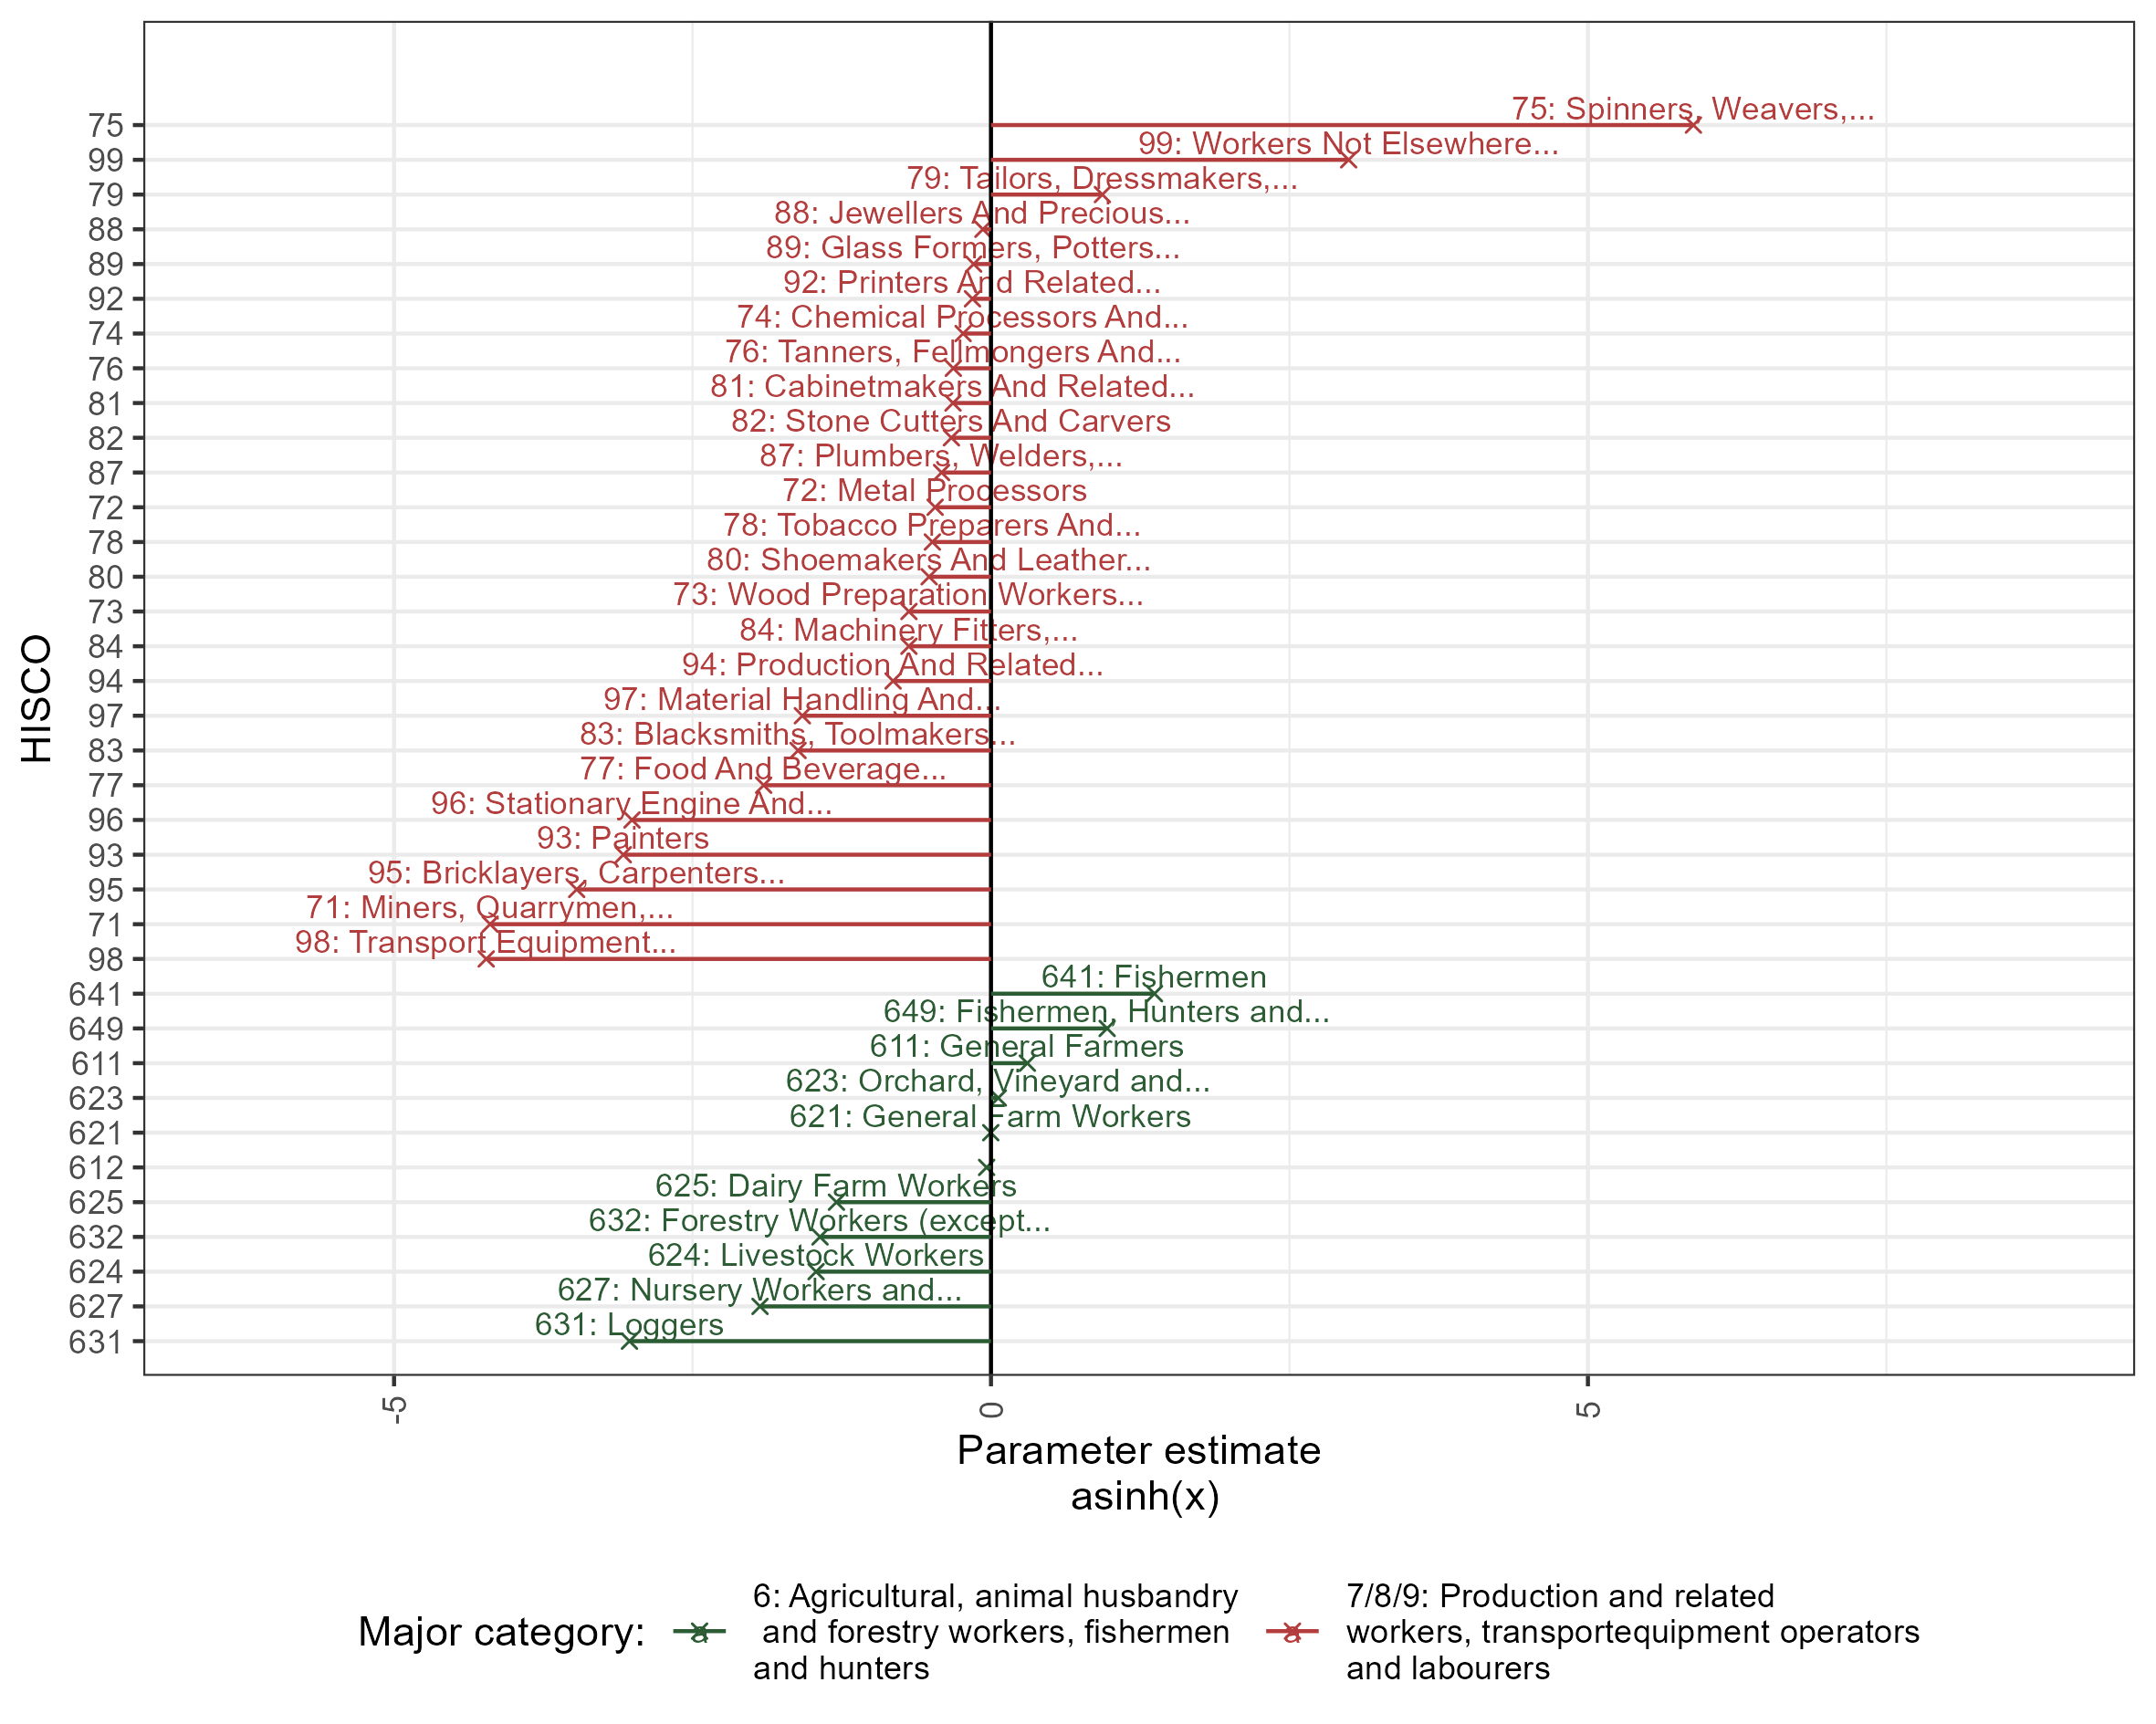 75: Spinners, Weavers,...
75
99: Workers Not Elsewhere...
99
79: Tailors, Dressmakers,...
79
88: Jewellers And Precious...
88
89: Glass Formers, Potters...
89
92: Printers And Related...
92
74: Chemical Processors And...
74
76: Tanners, Fellmongers And...
76
81: Cabinetmakers And Related...
81
82: Stone Cutters And Carvers
82
87: Plumbers, Welders,...
87
72: Metal Processors
72
78: Tobacco Preparers And...
78
80: Shoemakers And Leather...
80
73: Wood Preparation Workers...
73
84: Machinery Fitters,...
84
94: Production And Related...
94
97: Material Handling And...
97
83: Blacksmiths, Toolmakers...
83
77: Food And Beverage...
77
96: Stationary Engine And...
96
93: Painters
93
95: Bricklayers, Carpenters...
95
71: Miners, Quarrymen,...
71
98: Transport Equipment...
98
641: Fishermen
641
649: Fishermen, Hunters and...
649
611: General Farmers
611
623: Orchard, Vineyard and...
623
621: General Farm Workers
621
612
625: Dairy Farm Workers
625
632: Forestry Workers (except...
632
624: Livestock Workers
624
627: Nursery Workers and...
627
631: Loggers
631
HISCO
-5
0
5
Parameter estimate
asinh(x)
Major category:
a
6: Agricultural, animal husbandry
and forestry workers, fishermen
and hunters
a
7/8/9: Production and related
workers, transportequipment operators
and labourers